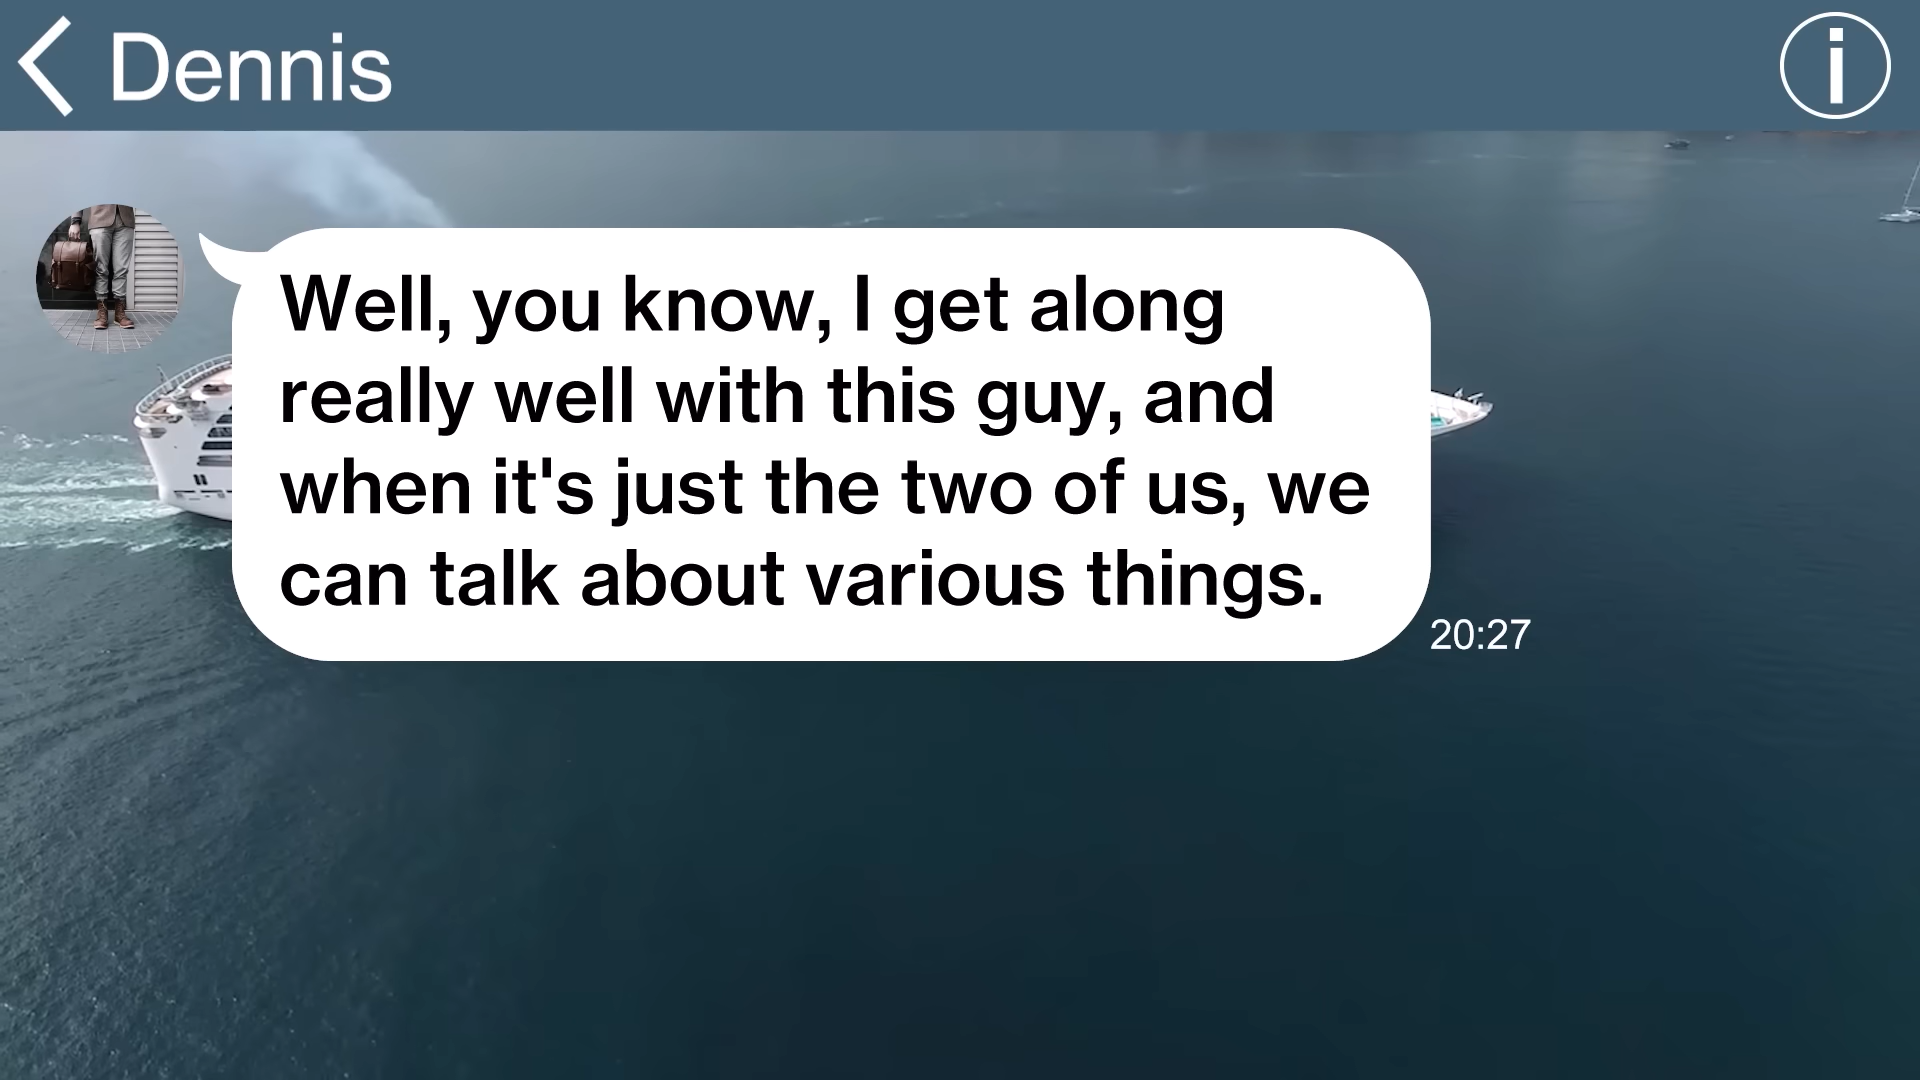 Dennis
Well, you know, I get along
really well with this guy, and
when it's just the two of us, we
can talk about various things.
20:27